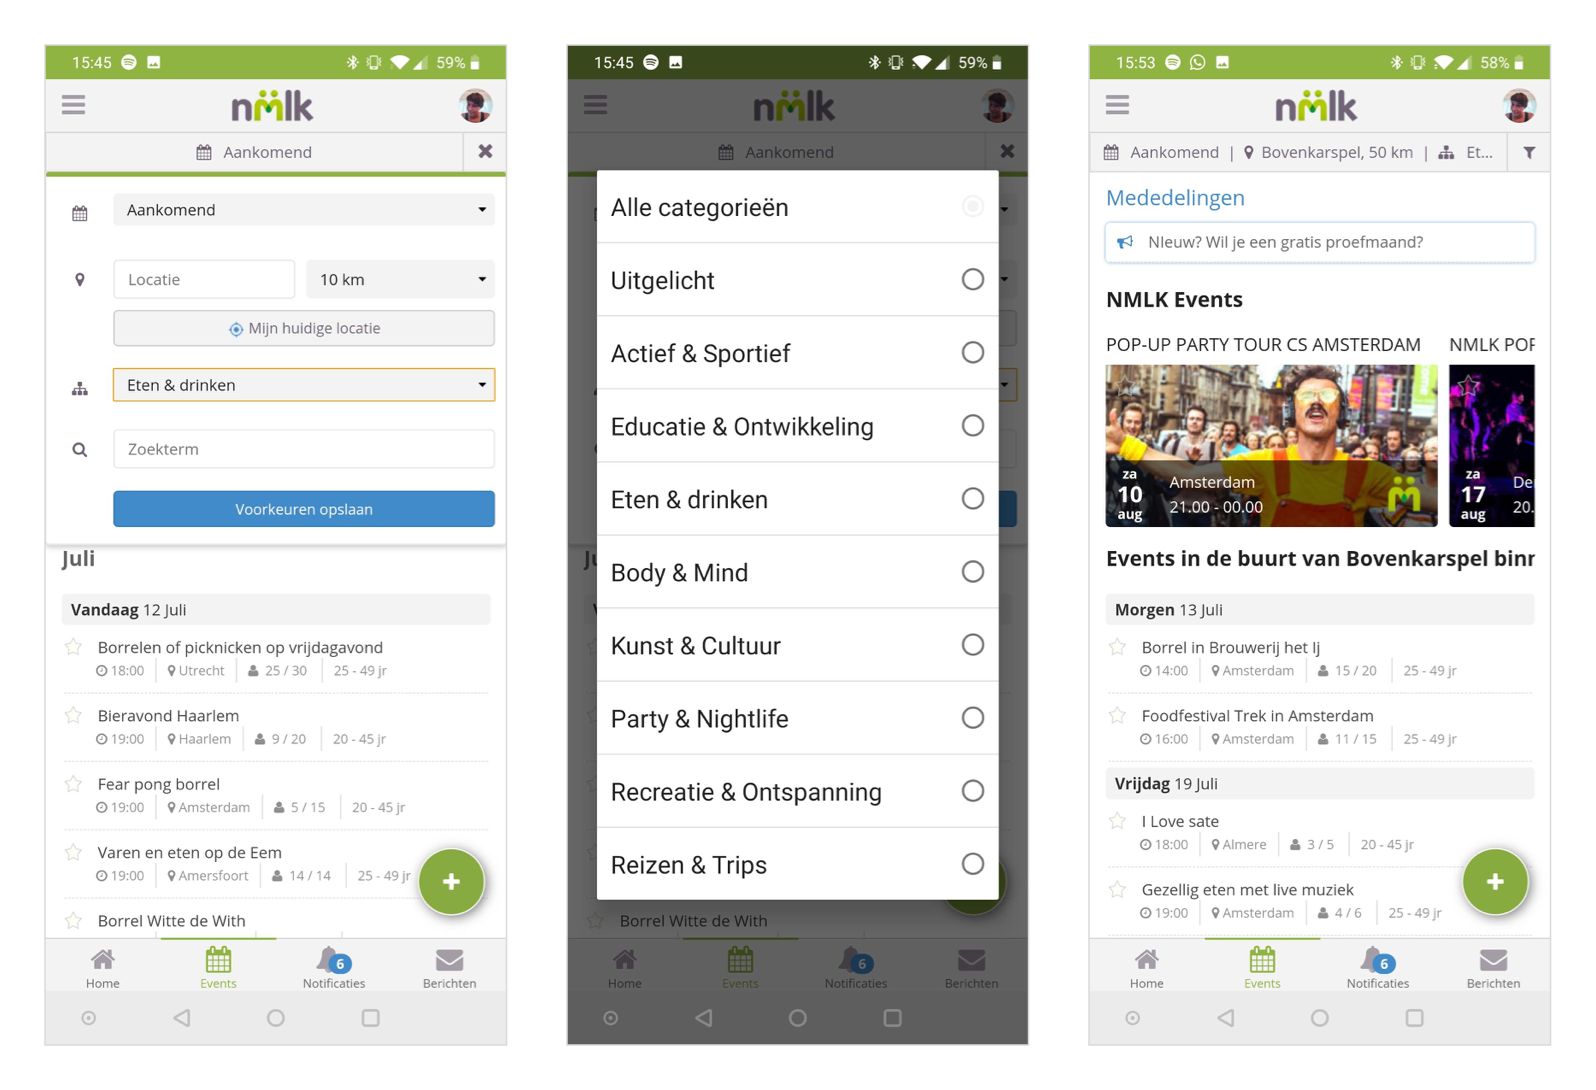 15:45 59%
nmlk
Aankomend
Aankomend
Locatie 10 km
Mijn huidige locatie
Eten & drinken
Zoekterm
Voorkeuren opslaan
Juli
Vandaag 12 Juli
Borrelen of picknicken op vrijdagavond
18:00 Utrecht 25 / 30 25 - 49 jr
Bieravond Haarlem
19:00 Haarlem 9 / 20 20 - 45 jr
Fear pong borrel
19:00 Amsterdam 5 / 15 20 - 45 jr
Varen en eten op de Eem
19:00 Amersfoort 14 / 14 25 - 49 jr
Borrel Witte de With
6
Home Events Notificaties Berichten
15:45 59%
nmlk
Aankomend
Alle categorieën
Uitgelicht
Actief & Sportief
Educatie & Ontwikkeling
Eten & drinken
Body & Mind
Kunst & Cultuur
Party & Nightlife
Recreatie & Ontspanning
Reizen & Trips
Borrel Witte de With
6
Home Events Notificaties Berichten
15:53 58%
nmlk
Aankomend | Bovenkarspel, 50 km | Et...
Mededelingen
NIeuw? Wil je een gratis proefmaand?
NMLK Events
POP-UP PARTY TOUR CS AMSTERDAM NMLK POP
za 10 aug Amsterdam 21.00 - 00.00
za 17 aug De 20.
Events in de buurt van Bovenkarspel binn
Morgen 13 Juli
Borrel in Brouwerij het Ij
14:00 Amsterdam 15 / 20 25 - 49 jr
Foodfestival Trek in Amsterdam
16:00 Amsterdam 11 / 15 25 - 49 jr
Vrijdag 19 Juli
I Love sate
18:00 Almere 3 / 5 20 - 45 jr
Gezellig eten met live muziek
19:00 Amsterdam 4 / 6 25 - 49 jr
6
Home Events Notificaties Berichten